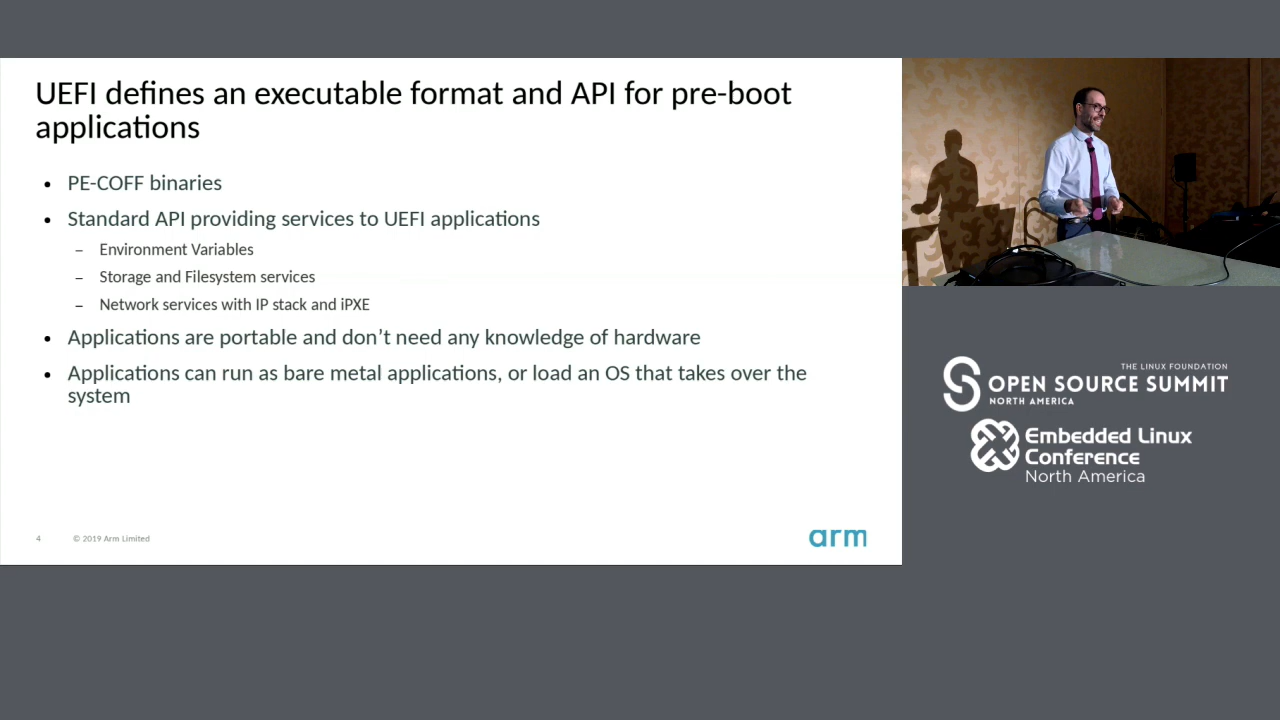 UEFI defines an executable format and API for pre-boot
applications
• PE-COFF binaries
• Standard API providing services to UEFI applications
– Environment Variables
– Storage and Filesystem services
– Network services with IP stack and iPXE
• Applications are portable and don’t need any knowledge of hardware
• Applications can run as bare metal applications, or load an OS that takes over the
system
4 © 2019 Arm Limited
arm
THE LINUX FOUNDATION
OPEN SOURCE SUMMIT
NORTH AMERICA
Embedded Linux
Conference
North America